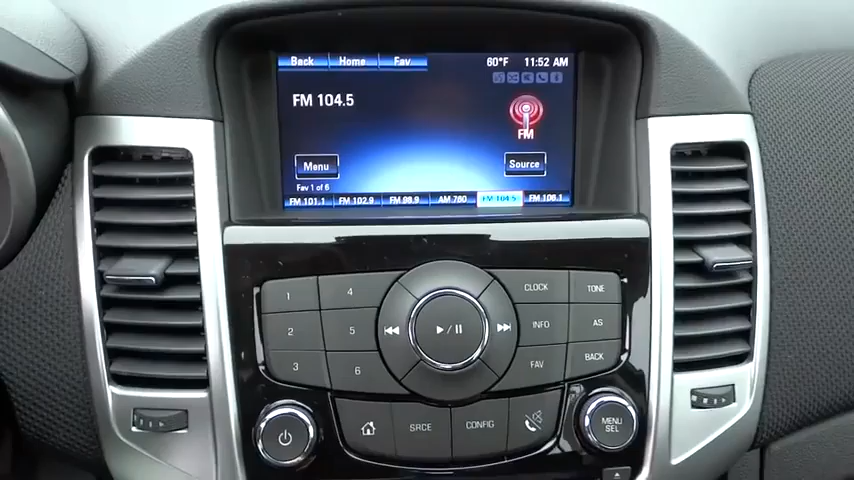 Back Home Fav 60°F 11:52 AM
FM 104.5
FM
Menu Source
Fav 1 of 6
FM 101.1 FM 102.9 FM 98.9 AM 760 FM 104.5 FM 106.1
1 4 CLOCK TONE
2 5 INFO AS
3 6 FAV BACK
SRCE CONFIG
MENU
SEL